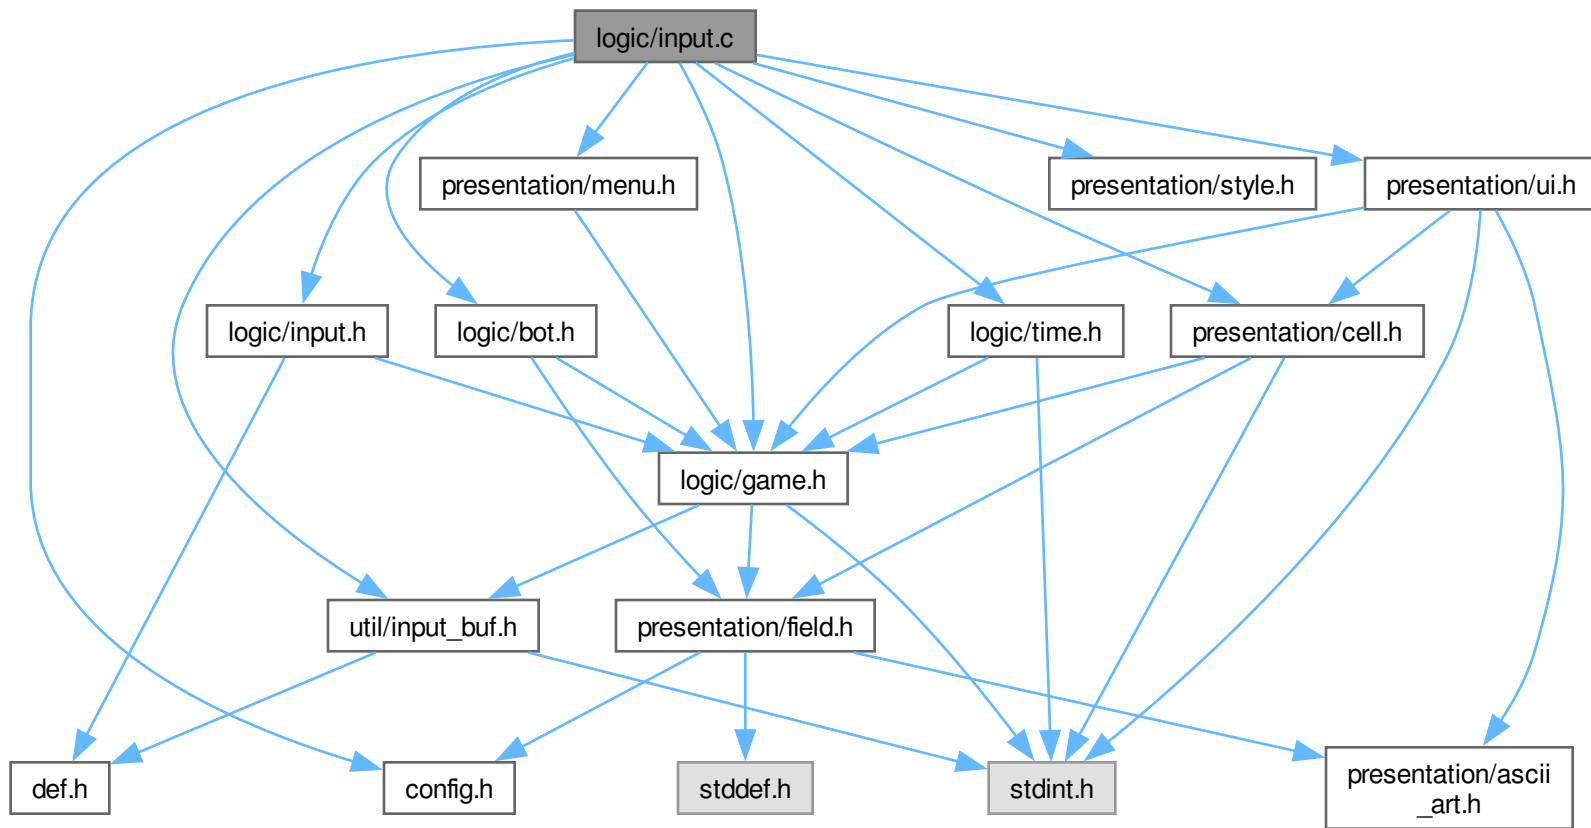 logic/input.c
presentation/menu.h
presentation/style.h
presentation/ui.h
logic/input.h
logic/bot.h
logic/time.h
presentation/cell.h
logic/game.h
util/input_buf.h
presentation/field.h
def.h
config.h
stddef.h
stdint.h
presentation/ascii
_art.h